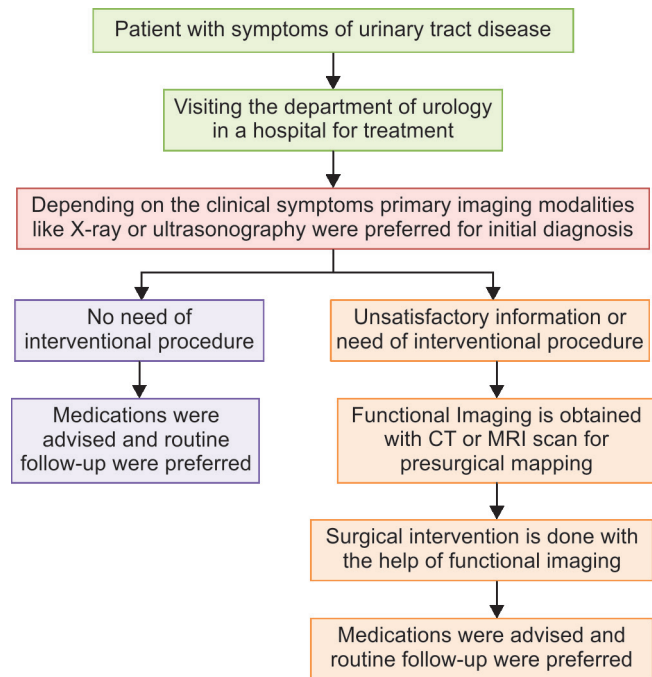 Patient with symptoms of urinary tract disease
Visiting the department of urology
in a hospital for treatment
Depending on the clinical symptoms primary imaging modalities
like X-ray or ultrasonography were preferred for initial diagnosis
No need of
interventional procedure
Medications were
advised and routine
follow-up were preferred
Unsatisfactory information or
need of interventional procedure
Functional Imaging is obtained
with CT or MRI scan for
presurgical mapping
Surgical intervention is done with
the help of functional imaging
Medications were advised and
routine follow-up were preferred